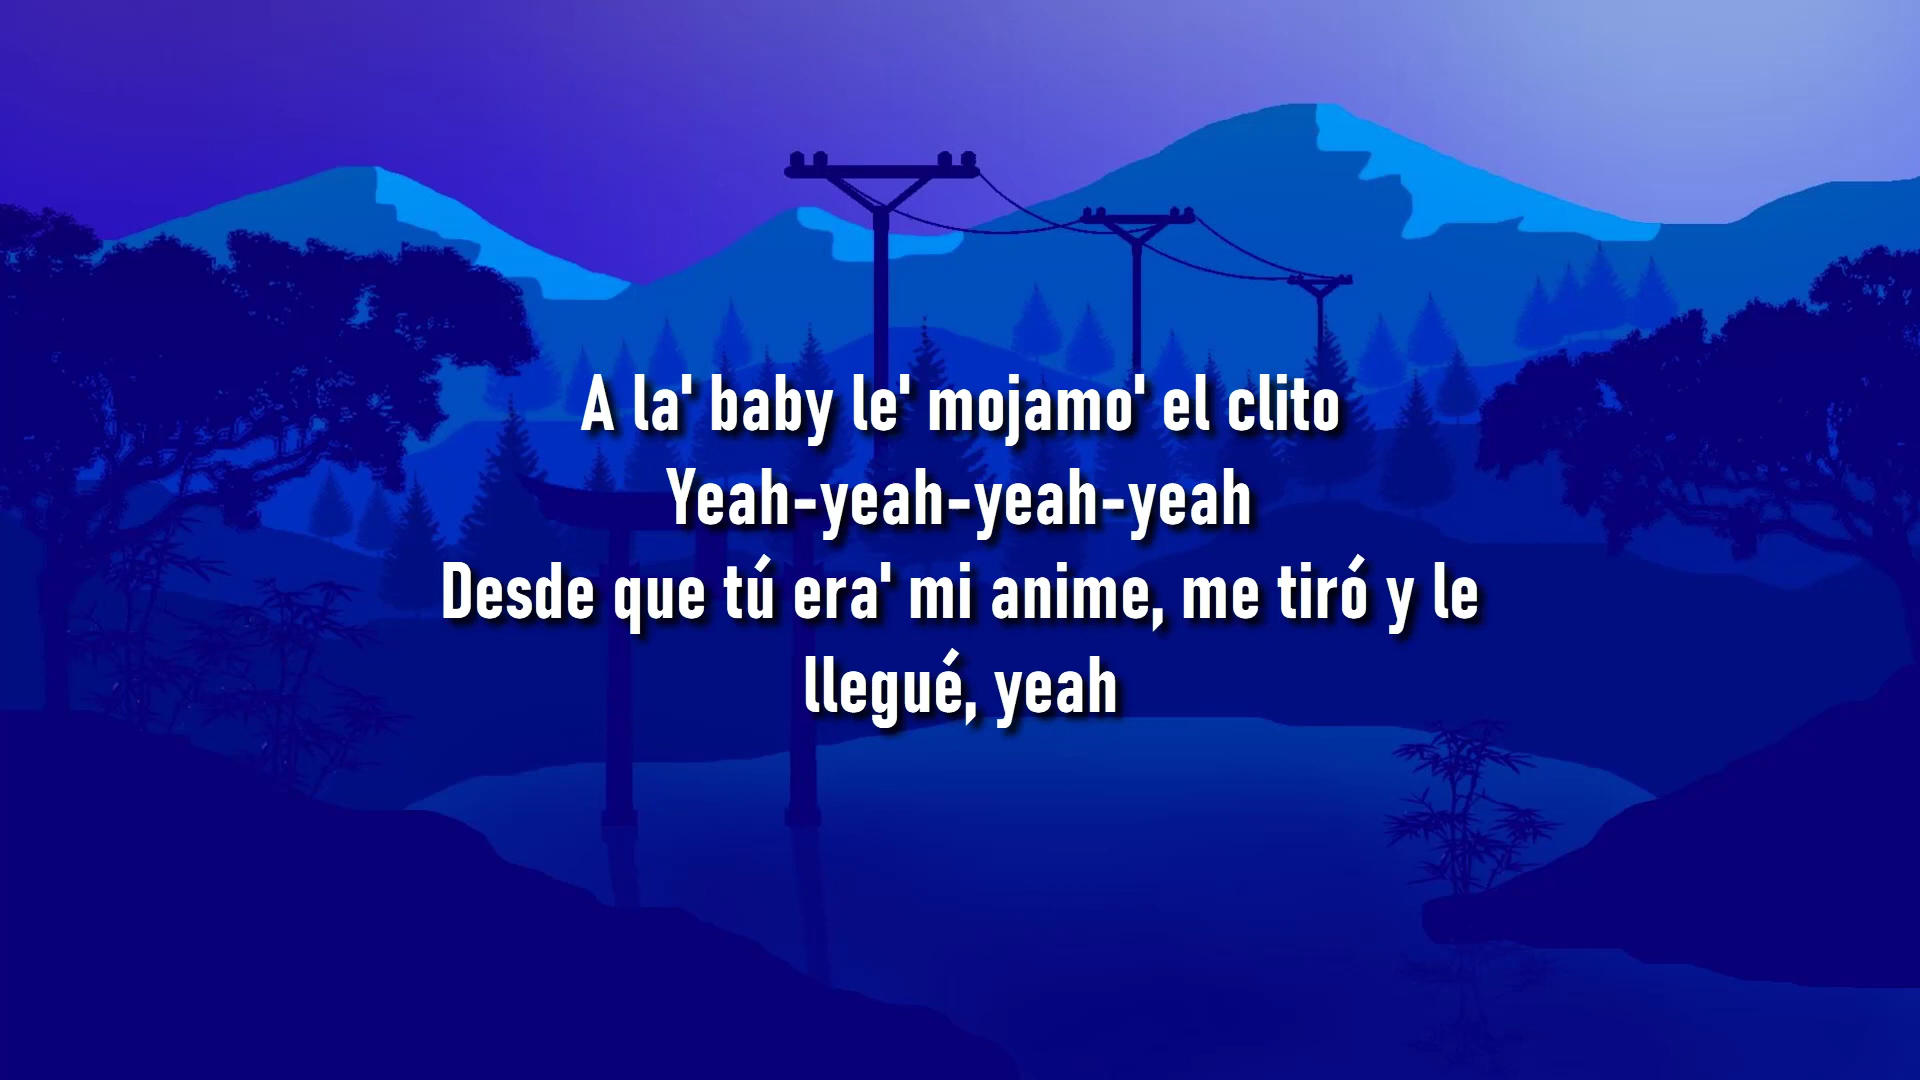 A la' baby le' mojamo' el clito
Yeah-yeah-yeah-yeah
Desde que tú era' mi anime, me tiró y le
llegué, yeah